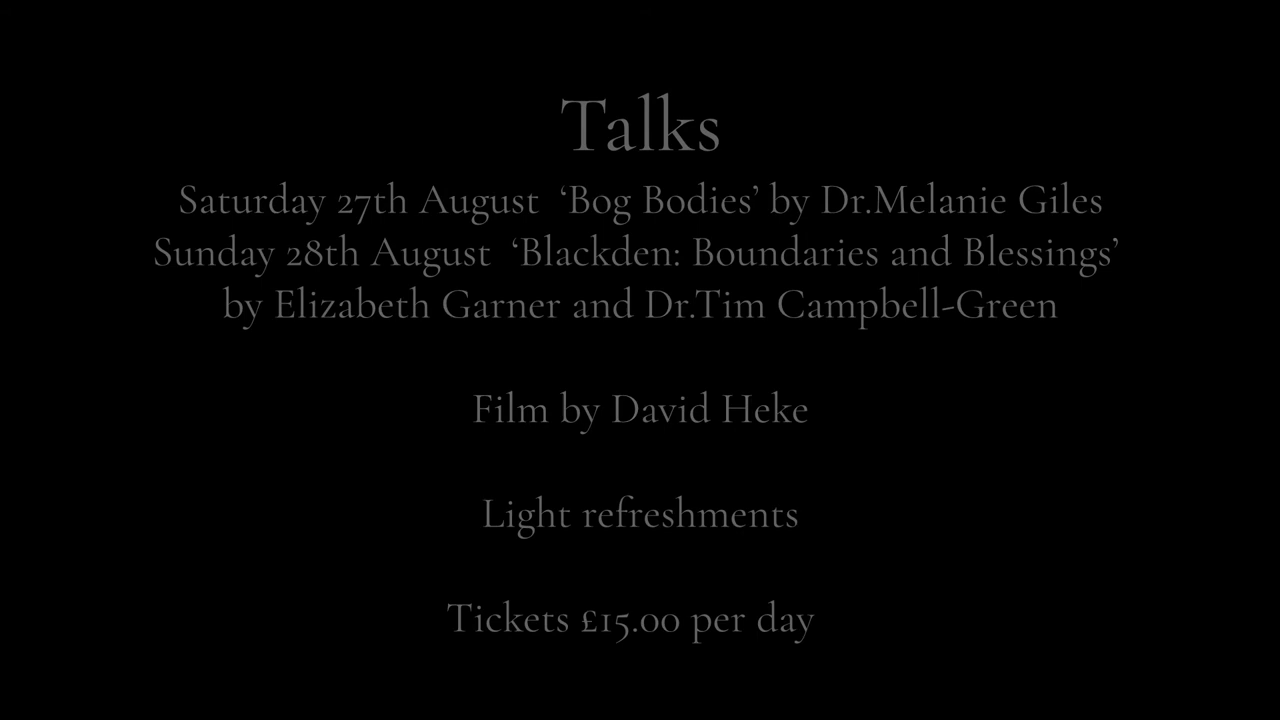 Talks
Saturday 27th August ‘Bog Bodies’ by Dr.Melanie Giles
Sunday 28th August ‘Blackden: Boundaries and Blessings’
by Elizabeth Garner and Dr.Tim Campbell-Green
Film by David Heke
Light refreshments
Tickets £15.00 per day